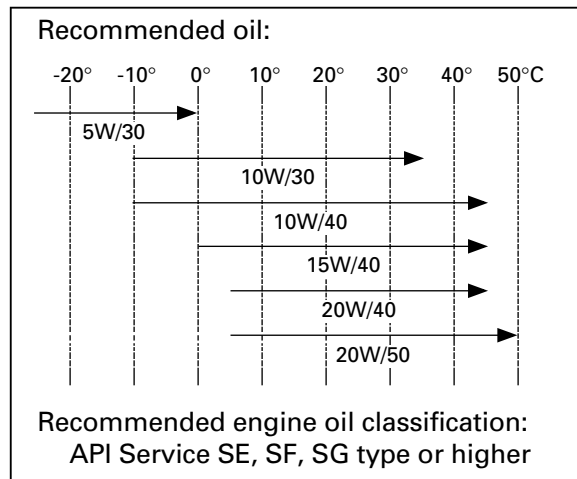 Recommended oil:
-20° -10° 0° 10° 20° 30° 40° 50°C
5W/30
10W/30
10W/40
15W/40
20W/40
20W/50
Recommended engine oil classification:
API Service SE, SF, SG type or higher